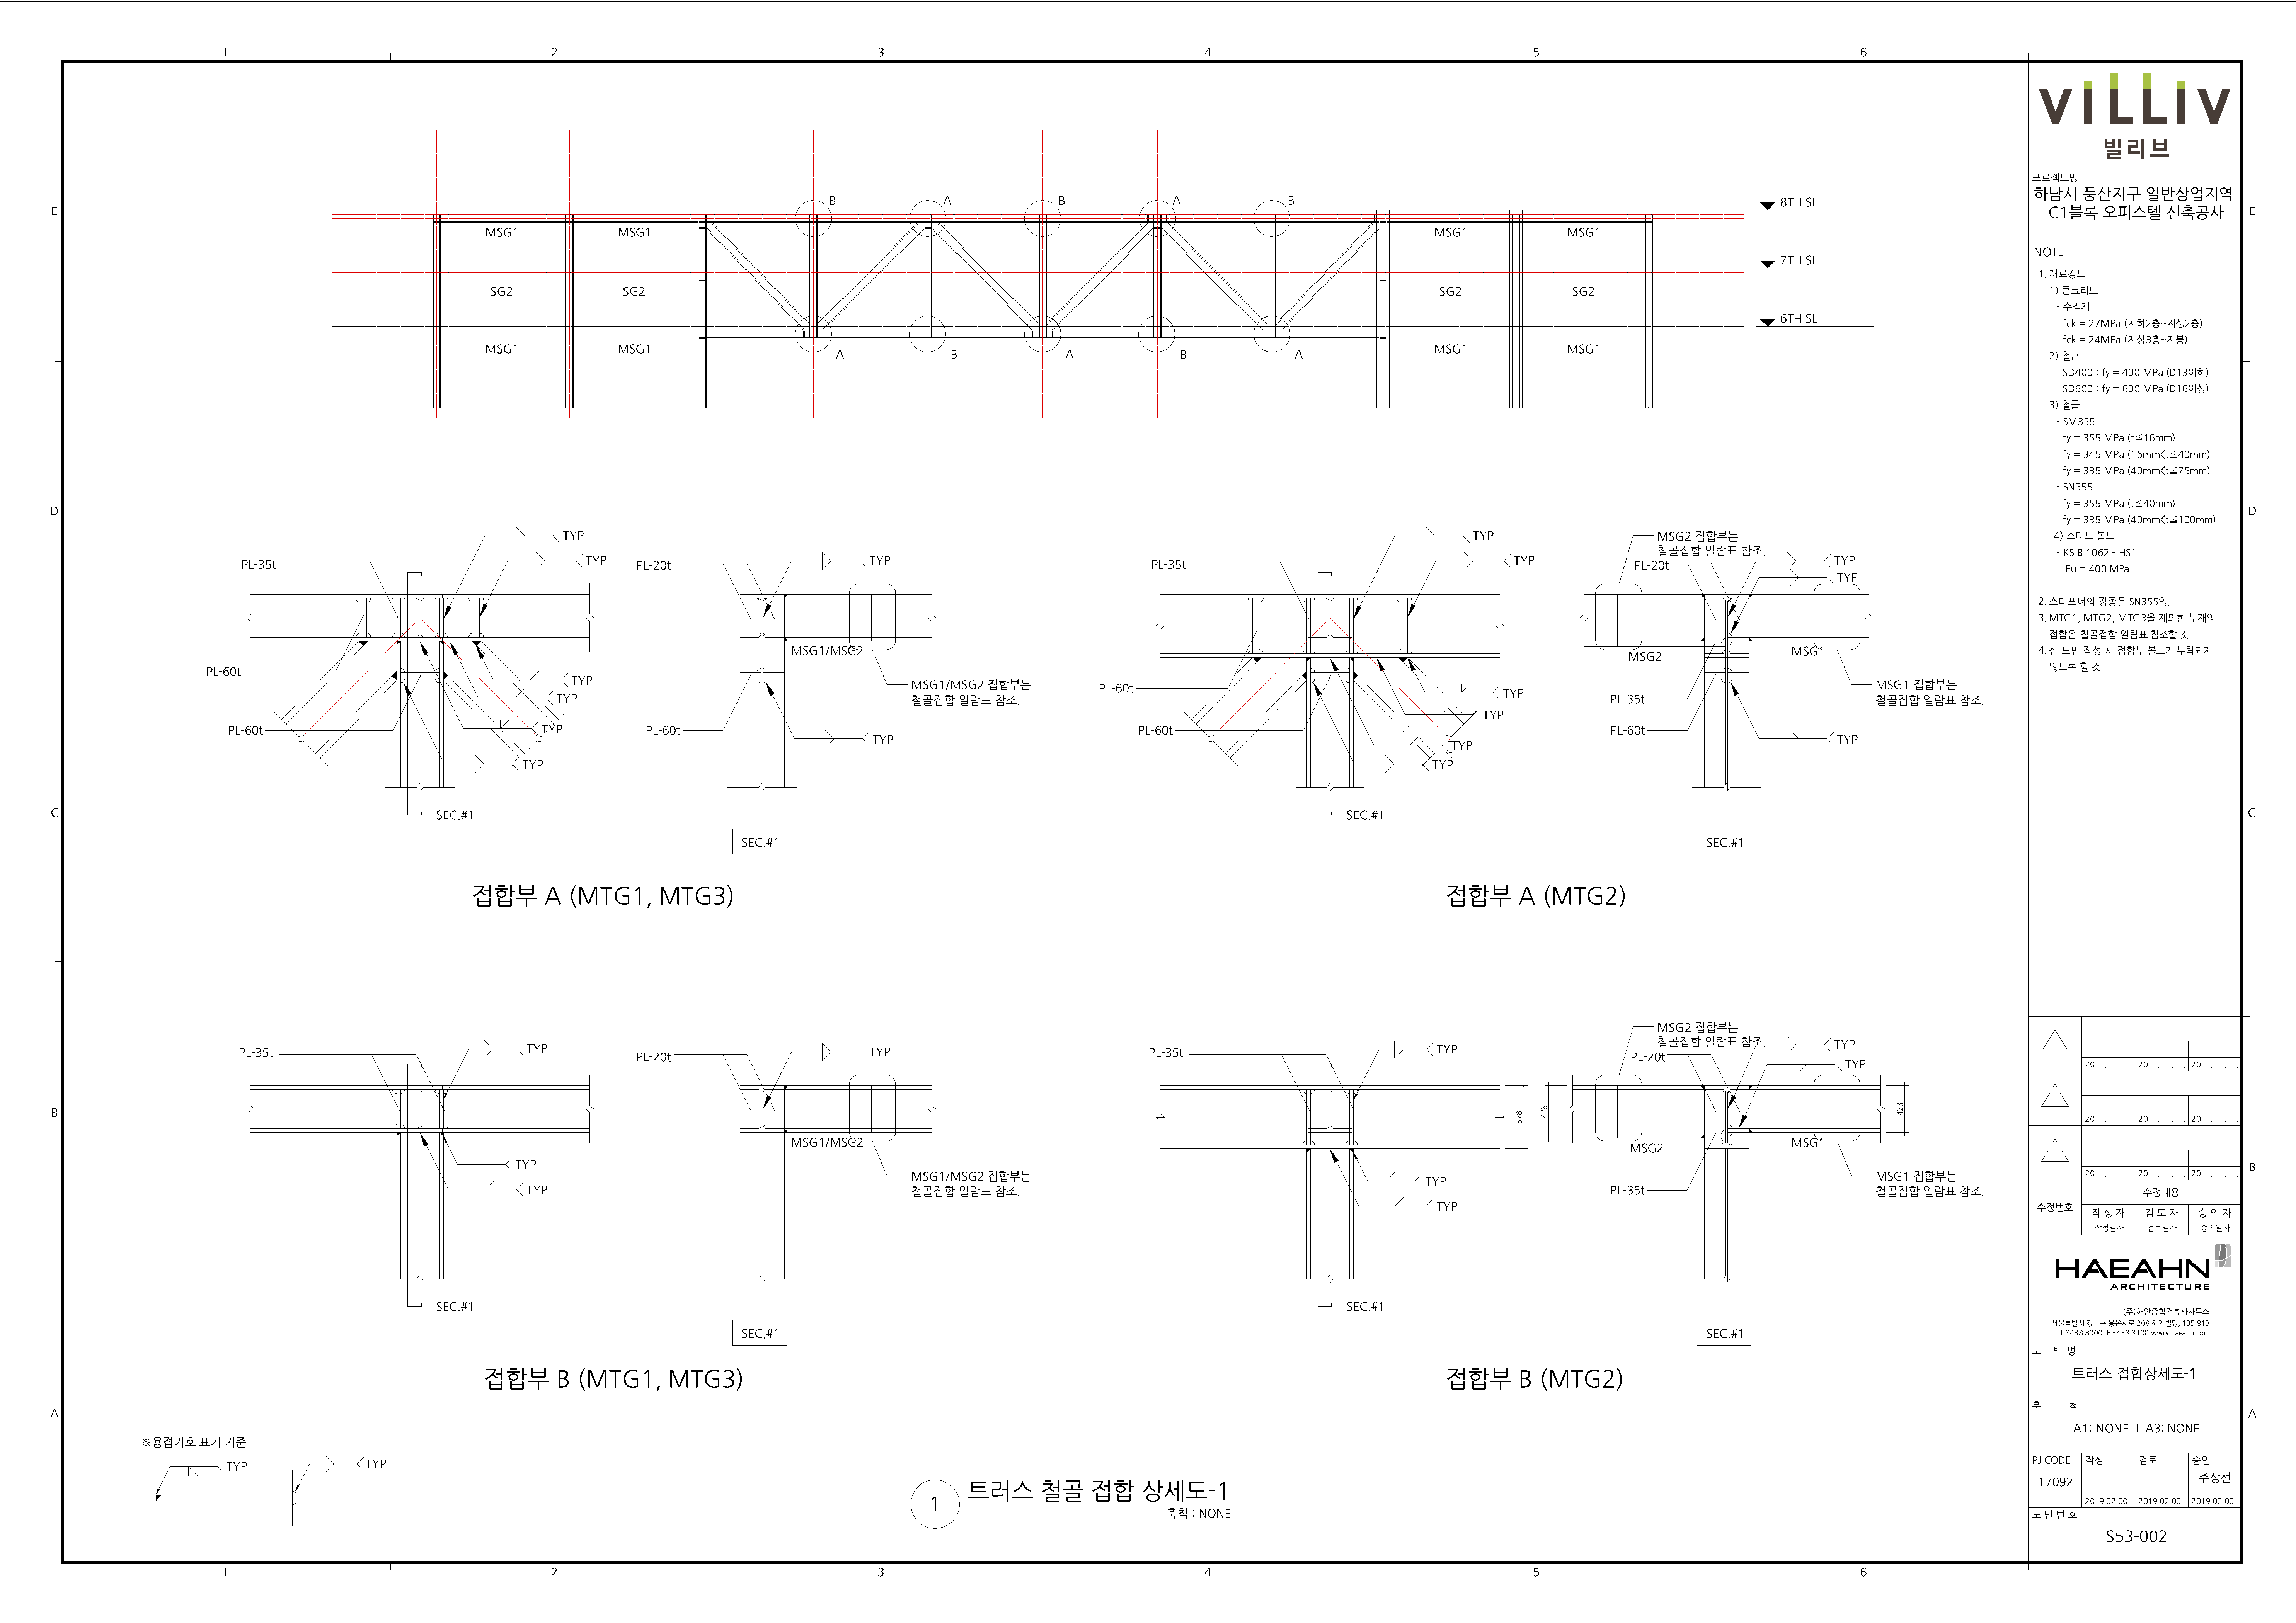 1 2 3 4 5 6
E
D
C
B
A
B A B A B
8TH SL
MSG1 MSG1 MSG1 MSG1
7TH SL
SG2 SG2 SG2 SG2
6TH SL
MSG1 MSG1 MSG1 MSG1
A B A B A
PL-35t
TYP
TYP
PL-60t
TYP
TYP
PL-60t
TYP
TYP
SEC.#1
PL-20t
TYP
MSG1/MSG2
MSG1/MSG2 접합부는
철골접합 일람표 참조.
PL-60t
TYP
SEC.#1
접합부 A (MTG1, MTG3)
PL-35t
TYP
TYP
PL-60t
TYP
TYP
PL-60t
TYP
TYP
SEC.#1
MSG2 접합부는
철골접합 일람표 참조.
PL-20t
TYP
TYP
MSG2
MSG1
MSG1 접합부는
철골접합 일람표 참조.
PL-35t
PL-60t
TYP
SEC.#1
접합부 A (MTG2)
PL-35t
TYP
TYP
TYP
SEC.#1
PL-20t
TYP
MSG1/MSG2
MSG1/MSG2 접합부는
철골접합 일람표 참조.
SEC.#1
접합부 B (MTG1, MTG3)
PL-35t
TYP
578
TYP
TYP
SEC.#1
MSG2 접합부는
철골접합 일람표 참조.
PL-20t
TYP
TYP
478
428
MSG2
MSG1
MSG1 접합부는
철골접합 일람표 참조.
PL-35t
SEC.#1
접합부 B (MTG2)
※용접기호 표기 기준
TYP
TYP
1
트러스 철골 접합 상세도-1
축척 : NONE
1 2 3 4 5 6
VILLIV
빌리브
프로젝트명
하남시 풍산지구 일반상업지역
C1블록 오피스텔 신축공사
NOTE
1. 재료강도
1) 콘크리트
- 수직재
fck = 27MPa (지하2층~지상2층)
fck = 24MPa (지상3층~지붕)
2) 철근
SD400 : fy = 400 MPa (D13이하)
SD600 : fy = 600 MPa (D16이상)
3) 철골
- SM355
fy = 355 MPa (t≦16mm)
fy = 345 MPa (16mm<t≦40mm)
fy = 335 MPa (40mm<t≦75mm)
- SN355
fy = 355 MPa (t≦40mm)
fy = 335 MPa (40mm<t≦100mm)
4) 스터드 볼트
- KS B 1062 - HS1
Fu = 400 MPa
2. 스티프너의 강종은 SN355임.
3. MTG1, MTG2, MTG3을 제외한 부재의
접합은 철골접합 일람표 참조할 것.
4. 샵 도면 작성 시 접합부 볼트가 누락되지
않도록 할 것.
20 . . . 20 . . . 20 . . .
20 . . . 20 . . . 20 . . .
20 . . . 20 . . . 20 . . .
수정번호
수정내용
작 성 자 검 토 자 승 인 자
작성일자 검토일자 승인일자
HAEAHN
ARCHITECTURE
(주)해안종합건축사사무소
서울특별시 강남구 봉은사로 208 해안빌딩, 135-913
T.3438 8000 F.3438 8100 www.haeahn.com
도 면 명
트러스 접합상세도-1
축 척
A1: NONE I A3: NONE
PJ CODE 작성 검토 승인
17092 주상선
2019.02.00. 2019.02.00. 2019.02.00.
도 면 번 호
S53-002
E
D
C
B
A